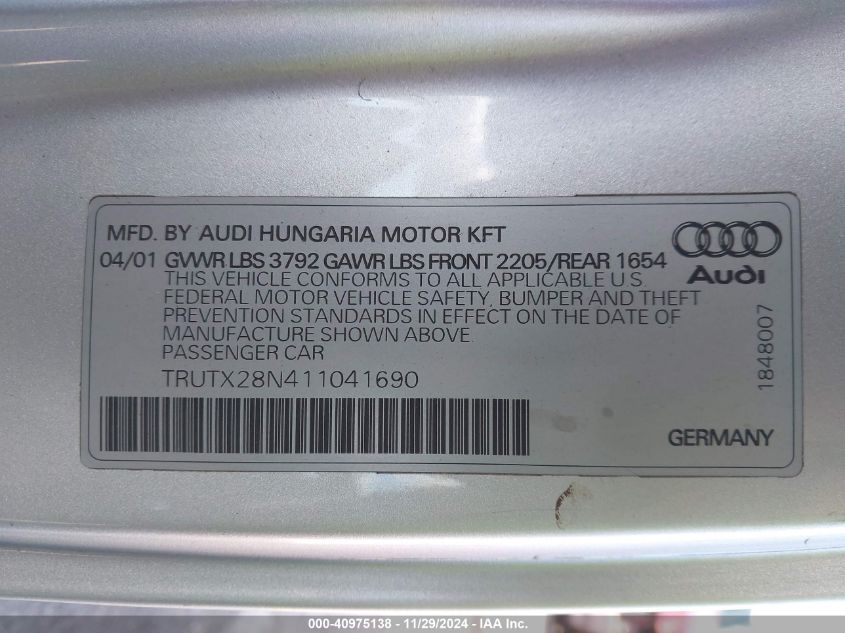 MFD. BY AUDI HUNGARIA MOTOR KFT
04/01 GVWR LBS 3792 GAWR LBS FRONT 2205/REAR 1654
THIS VEHICLE CONFORMS TO ALL APPLICABLE U.S.
FEDERAL MOTOR VEHICLE SAFETY, BUMPER AND THEFT
PREVENTION STANDARDS IN EFFECT ON THE DATE OF
MANUFACTURE SHOWN ABOVE.
PASSENGER CAR
TRUTX28N411041690
Audi
1848007
GERMANY
000-40975138 - 11/29/2024 - IAA Inc.